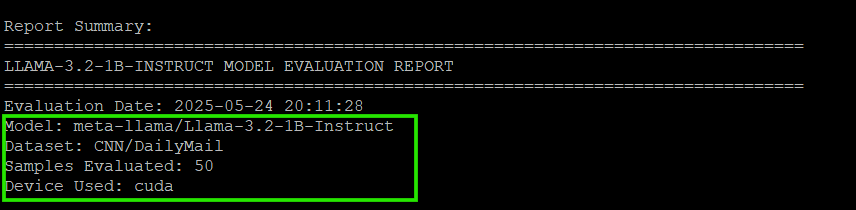 Report Summary:
================================================================================
LLAMA-3.2-1B-INSTRUCT MODEL EVALUATION REPORT
================================================================================
Evaluation Date: 2025-05-24 20:11:28
Model: meta-llama/Llama-3.2-1B-Instruct
Dataset: CNN/DailyMail
Samples Evaluated: 50
Device Used: cuda